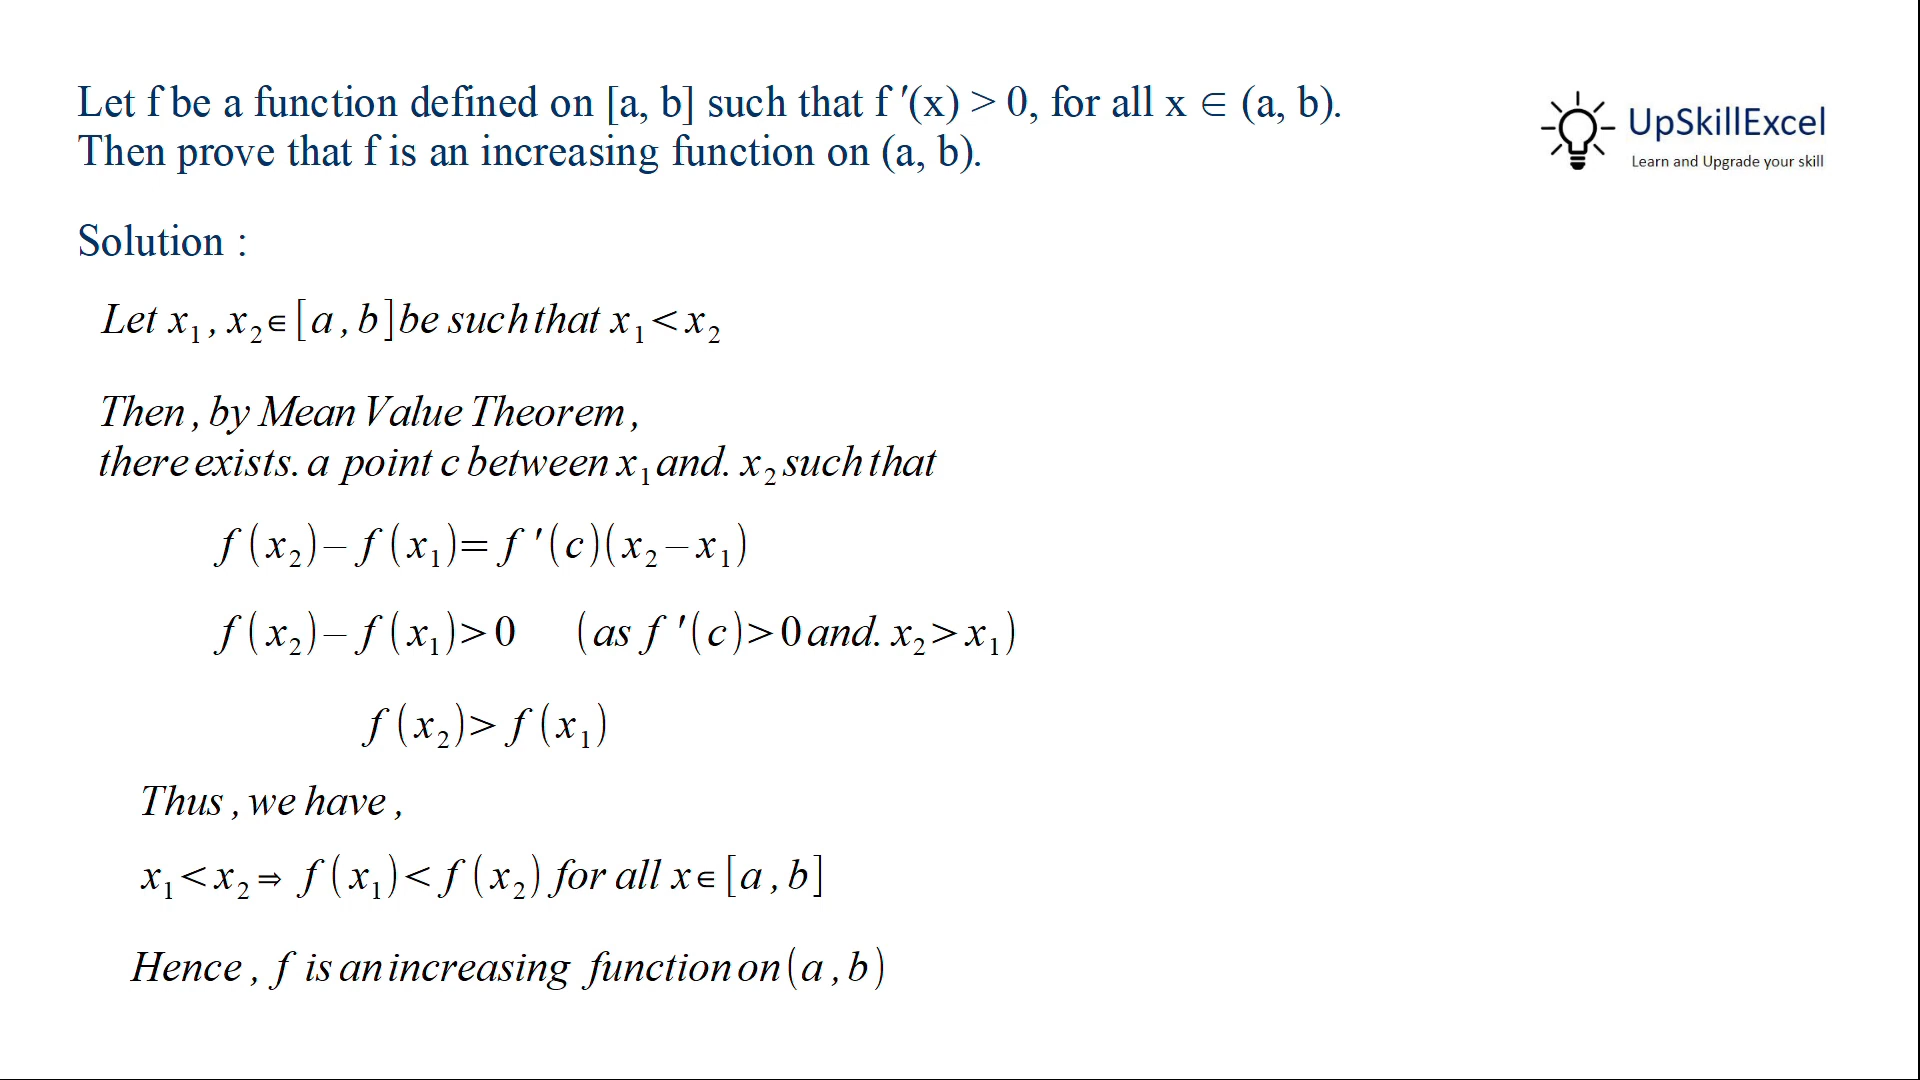 Let f be a function defined on [a, b] such that f ′(x) > 0, for all x ∈ (a, b).
Then prove that f is an increasing function on (a, b).
UpSkillExcel
Learn and Upgrade your skill
Solution :
Let x₁ , x₂ ∈ [a , b] be such that x₁ < x₂
Then , by Mean Value Theorem ,
there exists. a point c between x₁ and. x₂ such that
f (x₂) − f (x₁) = f ′(c)(x₂ − x₁)
f (x₂) − f (x₁) > 0 (as f ′(c) > 0 and. x₂ > x₁)
f (x₂) > f (x₁)
Thus , we have ,
x₁ < x₂ ⇒ f (x₁) < f (x₂) for all x ∈ [a , b]
Hence , f is an increasing function on (a , b)